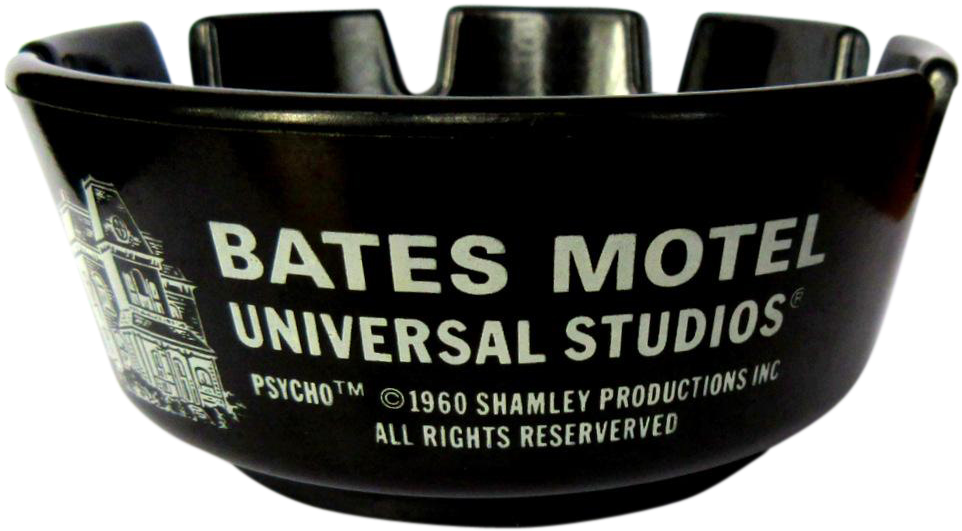 BATES MOTEL
UNIVERSAL STUDIOS®
PSYCHO™ ©1960 SHAMLEY PRODUCTIONS INC
ALL RIGHTS RESERVERVED